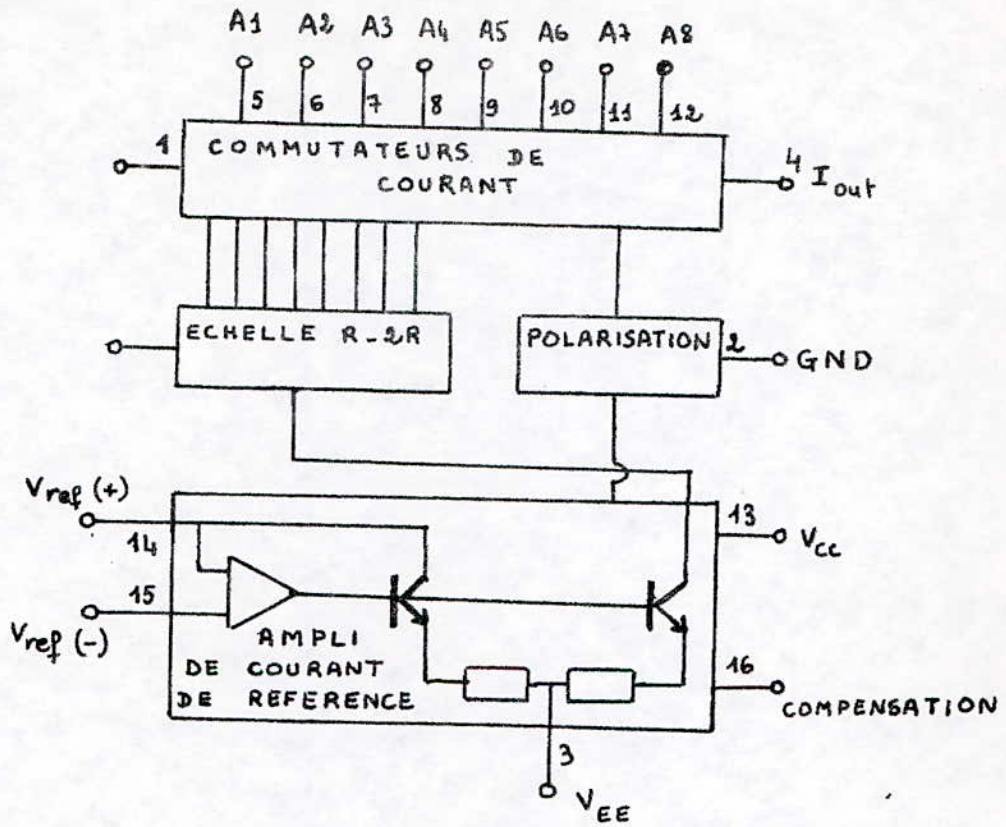 A1 A2 A3 A4 A5 A6 A7 A8
5 6 7 8 9 10 11 12
1
COMMUTATEURS DE
COURANT
4 Iout
ECHELLE R-2R
POLARISATION 2
GND
Vref (+)
14
13
Vcc
15
Vref (-)
AMPLI
DE COURANT
DE REFERENCE
16
COMPENSATION
3
VEE